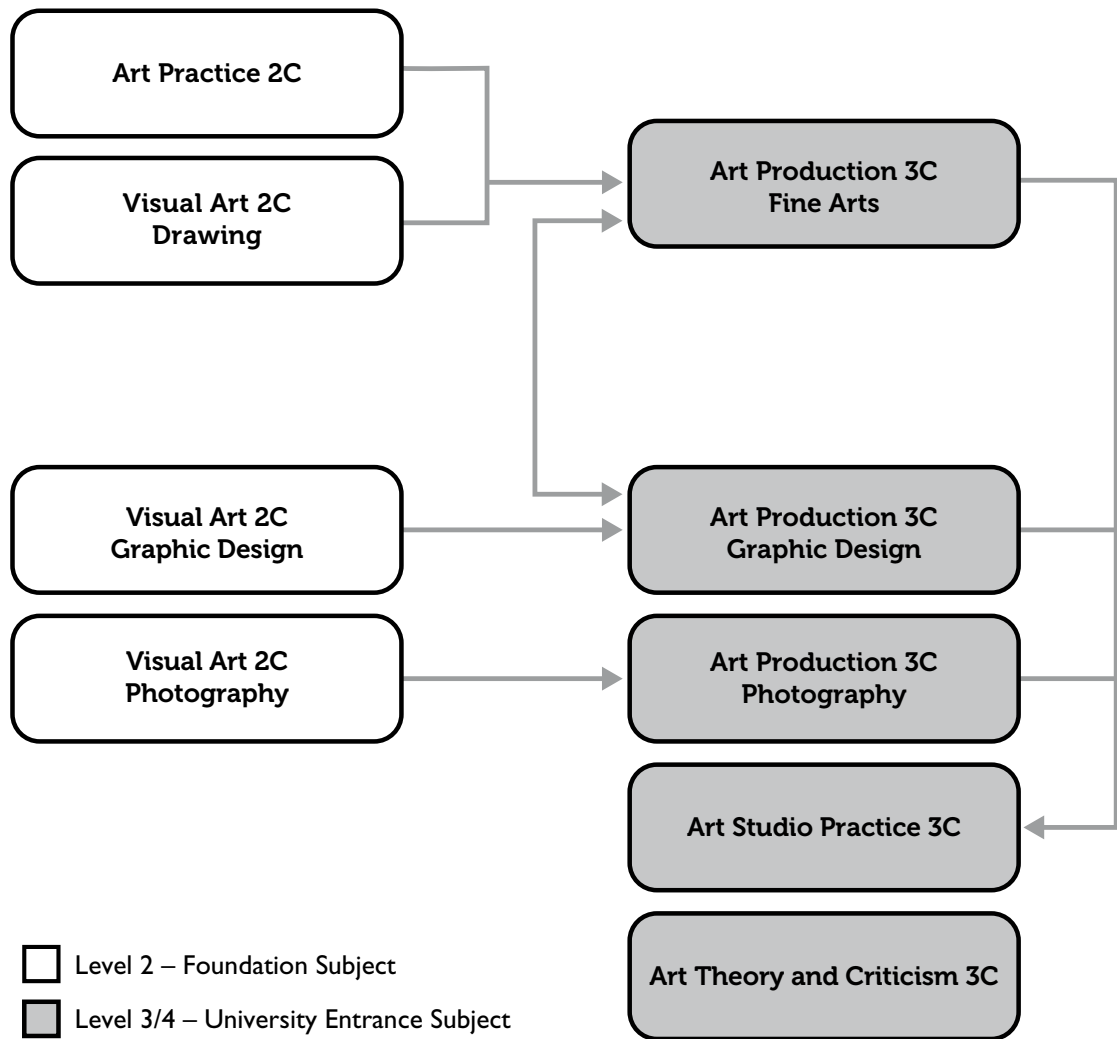 Art Practice 2C
Visual Art 2C
Drawing
Art Production 3C
Fine Arts
Visual Art 2C
Graphic Design
Art Production 3C
Graphic Design
Visual Art 2C
Photography
Art Production 3C
Photography
Art Studio Practice 3C
Art Theory and Criticism 3C
Level 2 – Foundation Subject
Level 3/4 – University Entrance Subject